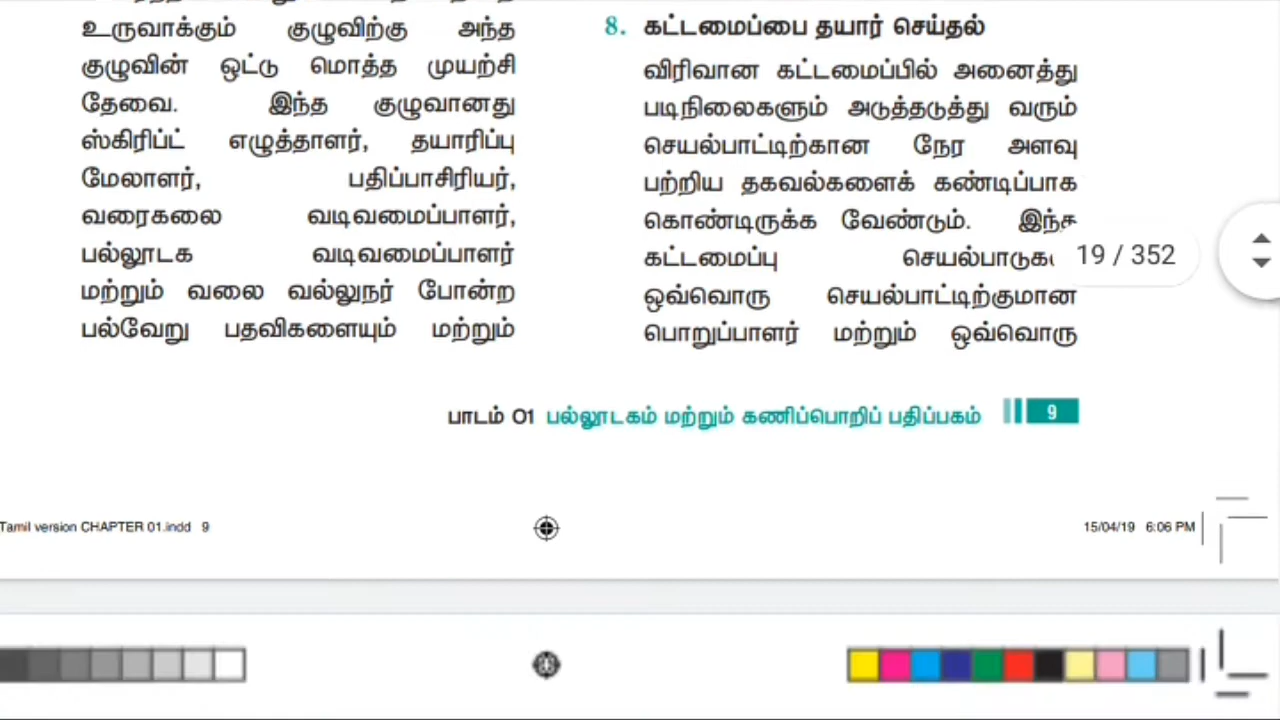 உருவாக்கும் குழுவிற்கு அந்த
குழுவின் ஒட்டு மொத்த முயற்சி
தேவை. இந்த குழுவானது
ஸ்கிரிப்ட் எழுத்தாளர், தயாரிப்பு
மேலாளர், பதிப்பாசிரியர்,
வரைகலை வடிவமைப்பாளர்,
பல்லூடக வடிவமைப்பாளர்
மற்றும் வலை வல்லுநர் போன்ற
பல்வேறு பதவிகளையும் மற்றும்
8. கட்டமைப்பை தயார் செய்தல்
விரிவான கட்டமைப்பில் அனைத்து
படிநிலைகளும் அடுத்தடுத்து வரும்
செயல்பாட்டிற்கான நேர அளவு
பற்றிய தகவல்களைக் கண்டிப்பாக
கொண்டிருக்க வேண்டும். இந்த
கட்டமைப்பு
ஒவ்வொரு செயல்பாட்டிற்குமான
பொறுப்பாளர் மற்றும் ஒவ்வொரு
19 / 352
பாடம் 01 பல்லூடகம் மற்றும் கணிப்பொறிப் பதிப்பகம் 9
Tamil version CHAPTER 01.indd 9
15/04/19 6:06 PM